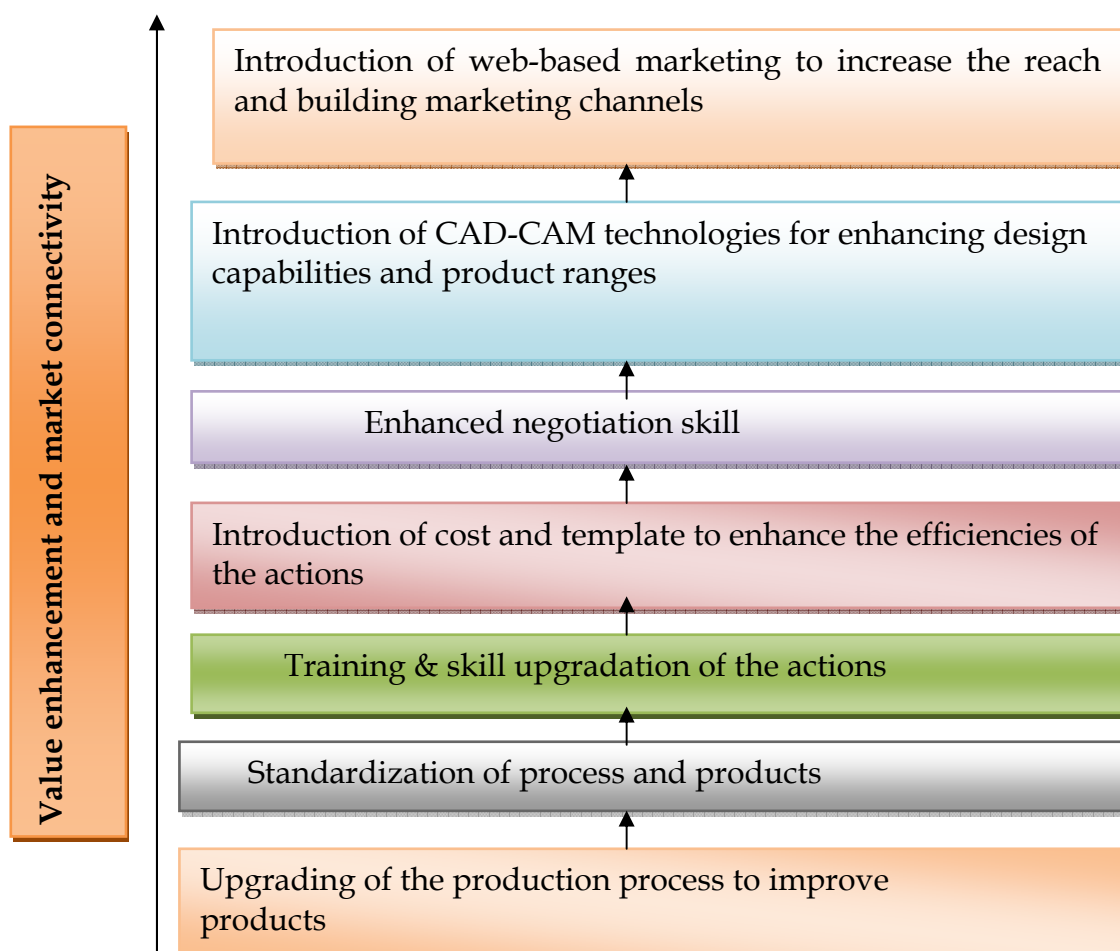 Introduction of web-based marketing to increase the reach
and building marketing channels
Value enhancement and market connectivity
Introduction of CAD-CAM technologies for enhancing design
capabilities and product ranges
Enhanced negotiation skill
Introduction of cost and template to enhance the efficiencies of
the actions
Training & skill upgradation of the actions
Standardization of process and products
Upgrading of the production process to improve
products